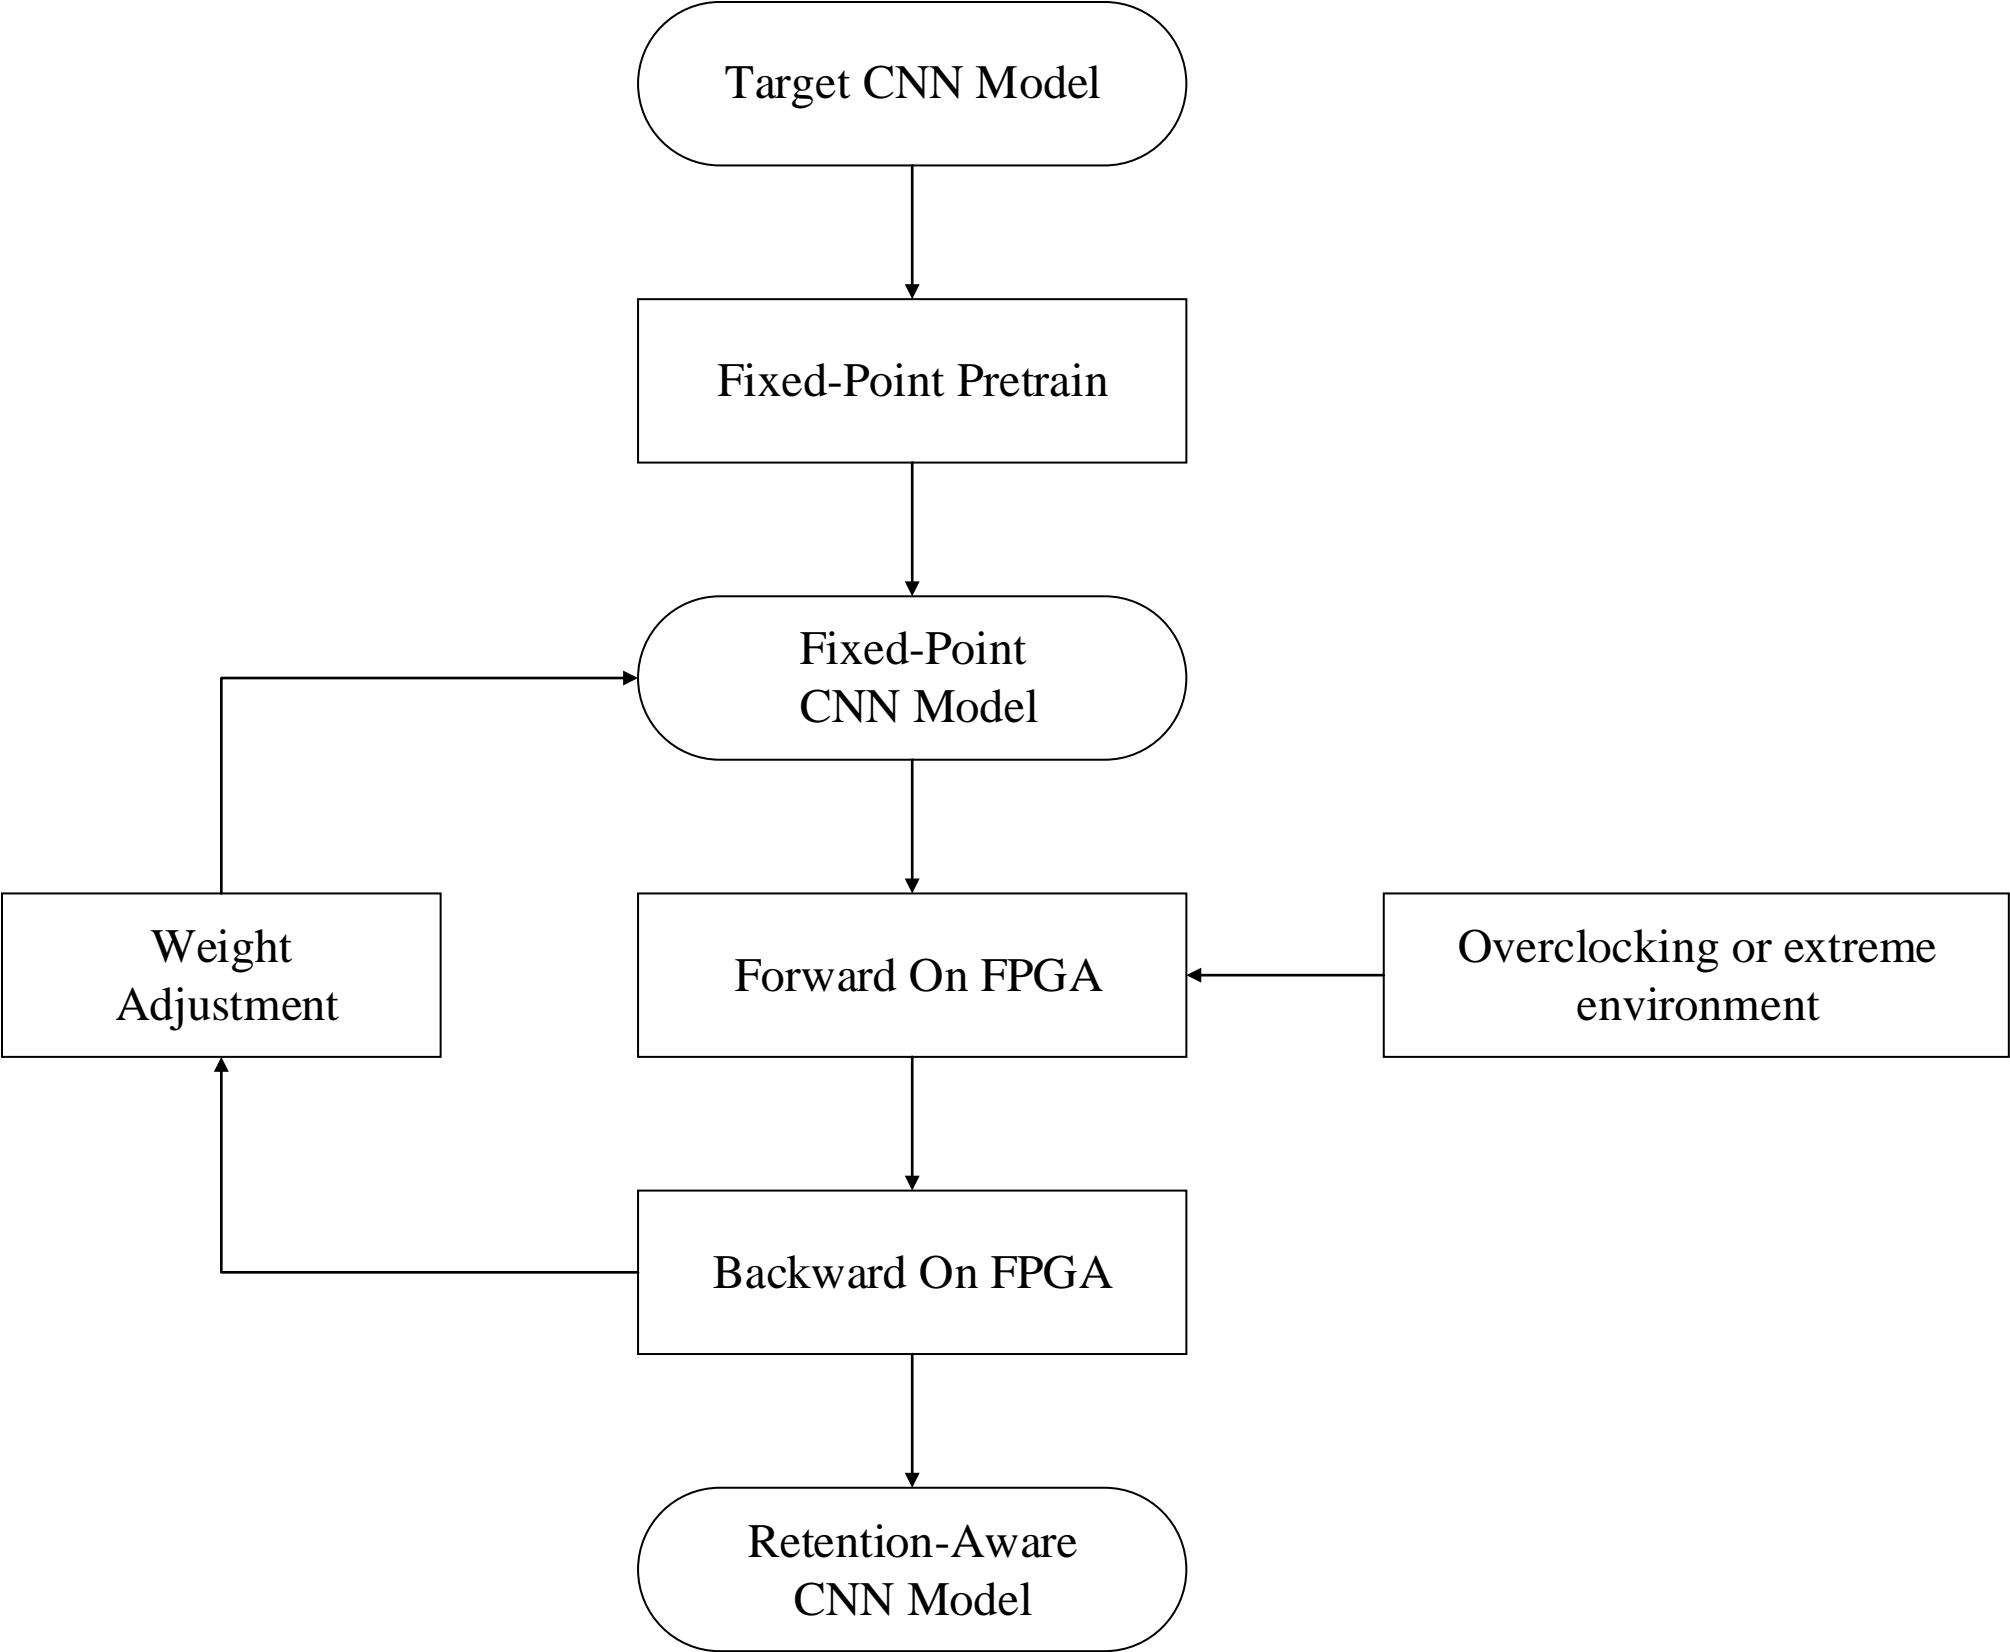 Target CNN Model
Fixed-Point Pretrain
Fixed-Point
CNN Model
Weight
Adjustment
Forward On FPGA
Overclocking or extreme
environment
Backward On FPGA
Retention-Aware
CNN Model